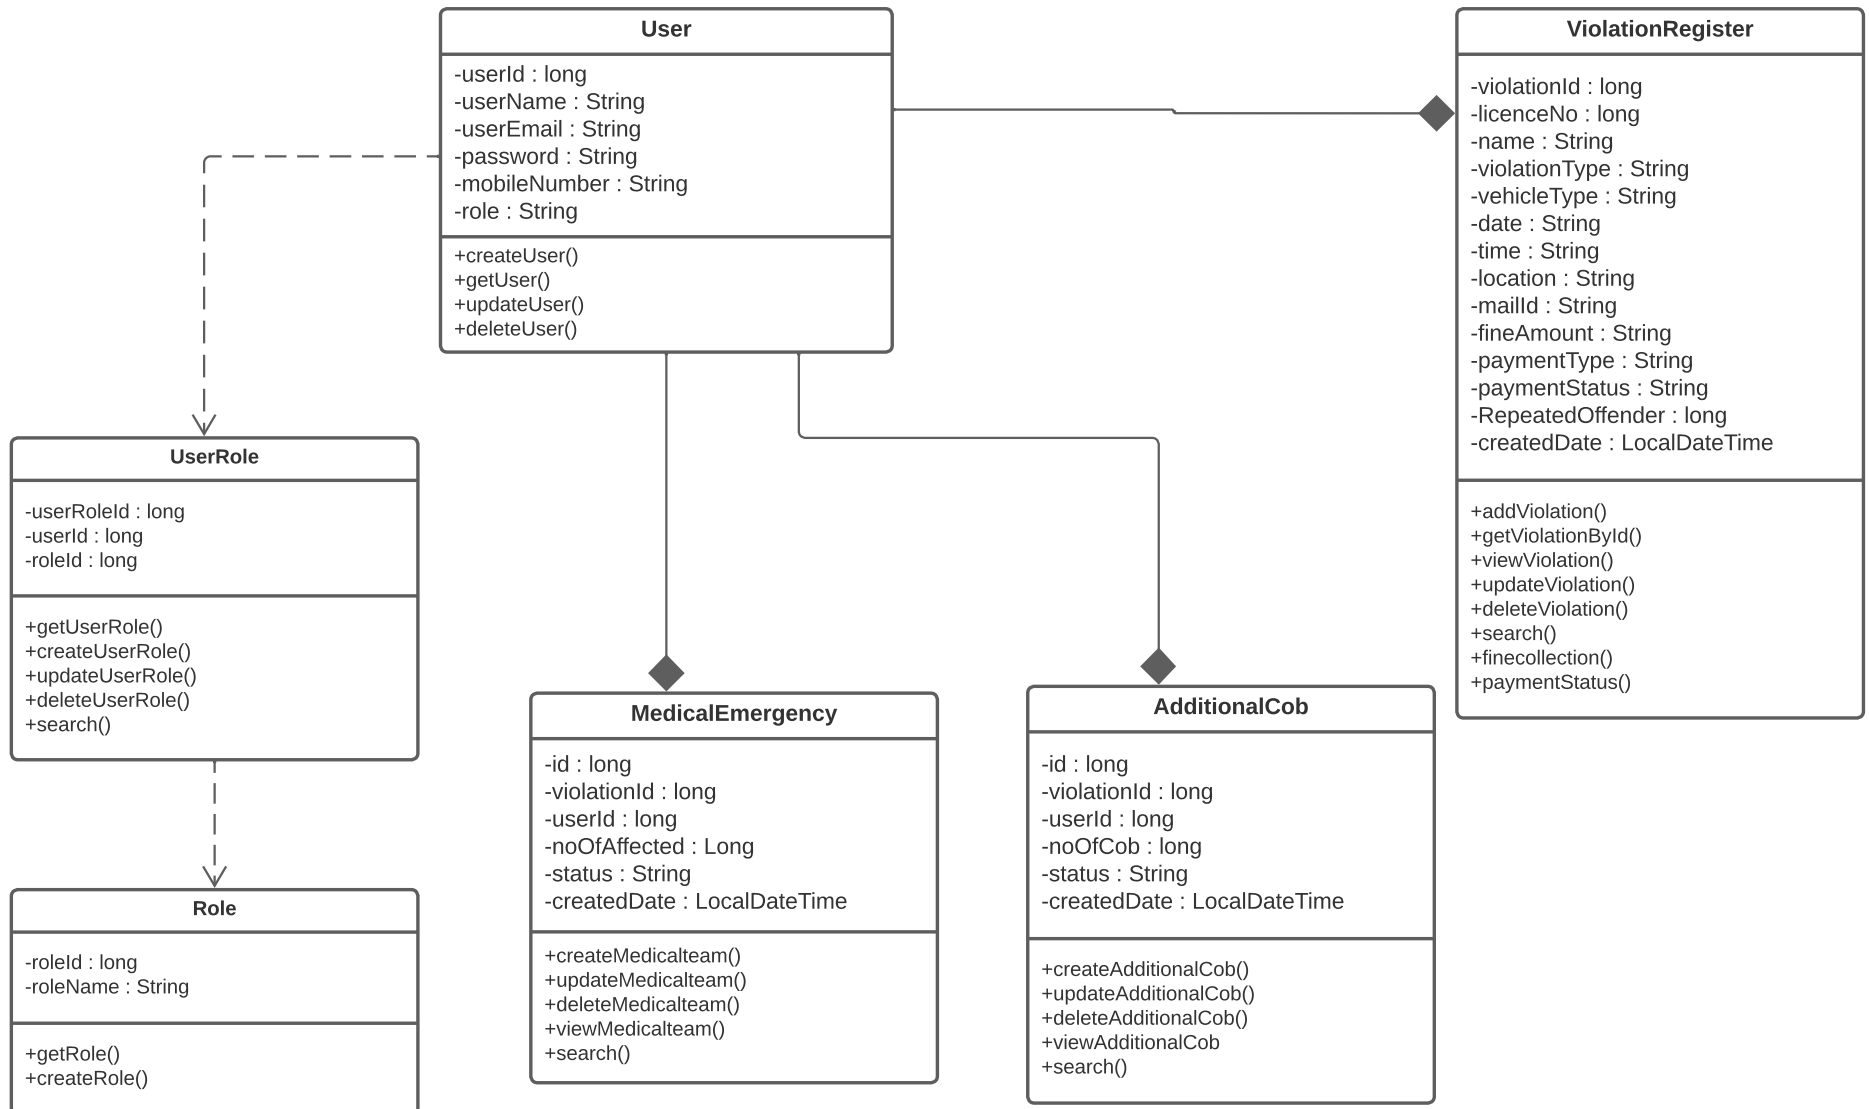 User
-userId : long
-userName : String
-userEmail : String
-password : String
-mobileNumber : String
-role : String
+createUser()
+getUser()
+updateUser()
+deleteUser()
ViolationRegister
-violationId : long
-licenceNo : long
-name : String
-violationType : String
-vehicleType : String
-date : String
-time : String
-location : String
-mailId : String
-fineAmount : String
-paymentType : String
-paymentStatus : String
-RepeatedOffender : long
-createdDate : LocalDateTime
+addViolation()
+getViolationById()
+viewViolation()
+updateViolation()
+deleteViolation()
+search()
+finecollection()
+paymentStatus()
UserRole
-userRoleId : long
-userId : long
-roleId : long
+getUserRole()
+createUserRole()
+updateUserRole()
+deleteUserRole()
+search()
MedicalEmergency
-id : long
-violationId : long
-userId : long
-noOfAffected : Long
-status : String
-createdDate : LocalDateTime
+createMedicalteam()
+updateMedicalteam()
+deleteMedicalteam()
+viewMedicalteam()
+search()
AdditionalCob
-id : long
-violationId : long
-userId : long
-noOfCob : long
-status : String
-createdDate : LocalDateTime
+createAdditionalCob()
+updateAdditionalCob()
+deleteAdditionalCob()
+viewAdditionalCob
+search()
Role
-roleId : long
-roleName : String
+getRole()
+createRole()